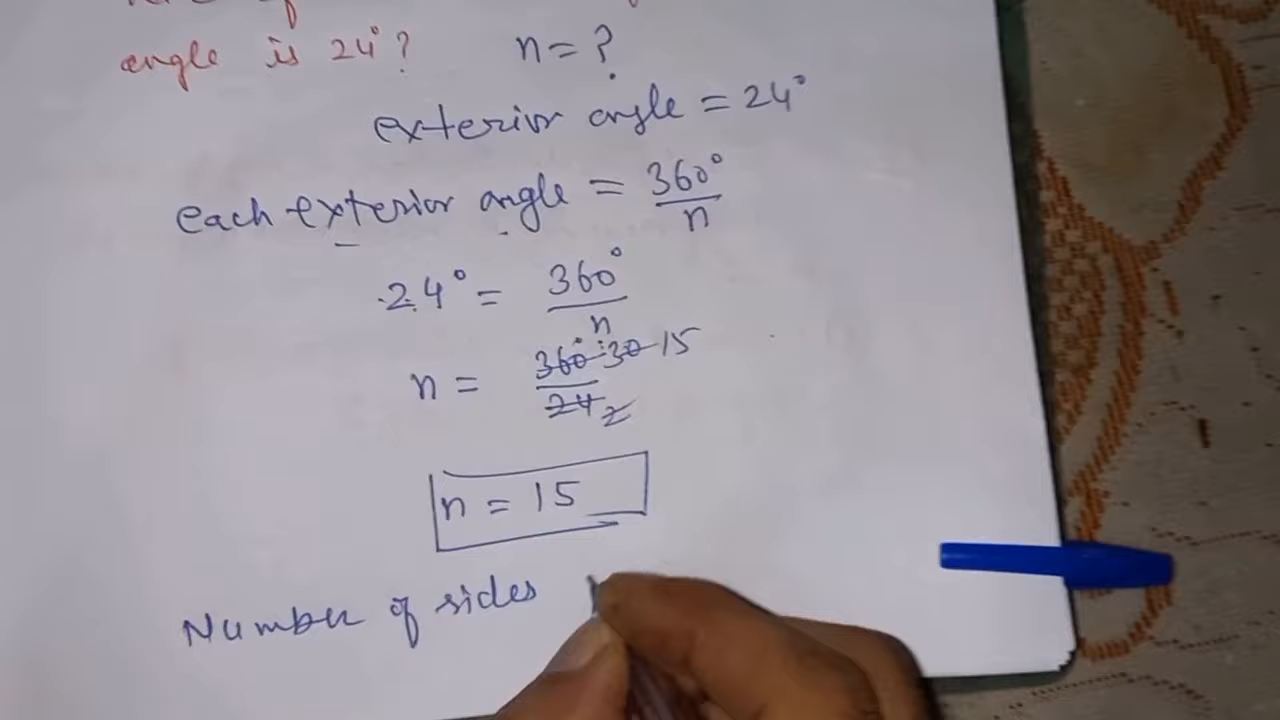 angle is 24°?
n = ?
exterior angle = 24°
each exterior angle = 360°/n
24° = 360°/n
n = 360° 30 15 / 24 2
n = 15
Number of sides